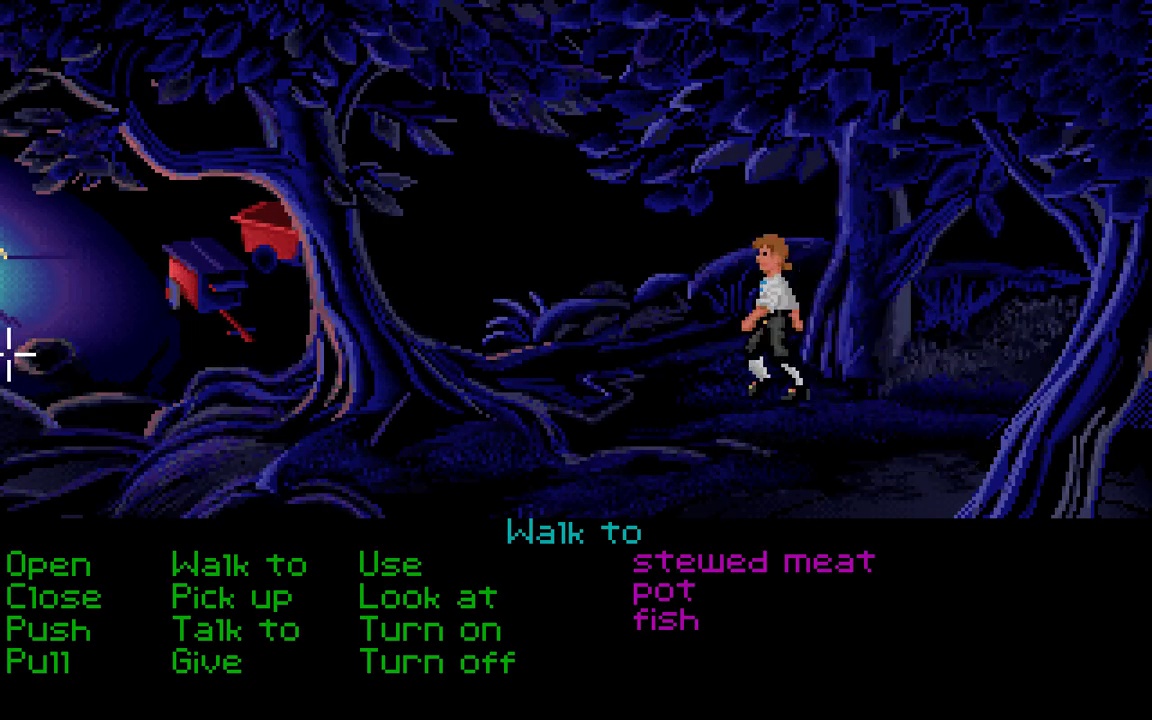 Walk to
Open Walk to Use stewed meat
Close Pick up Look at pot
Push Talk to Turn on fish
Pull Give Turn off